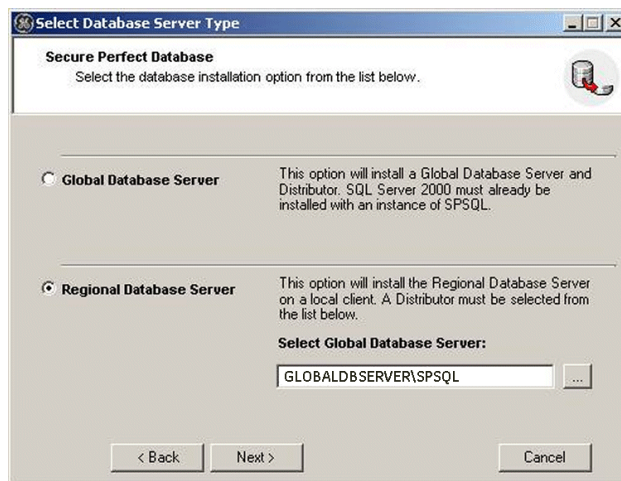 Select Database Server Type
Secure Perfect Database
Select the database installation option from the list below.
Global Database Server
This option will install a Global Database Server and
Distributor. SQL Server 2000 must already be
installed with an instance of SPSQL.
Regional Database Server
This option will install the Regional Database Server
on a local client. A Distributor must be selected from
the list below.
Select Global Database Server:
GLOBALDBSERVER\SPSQL
...
< Back
Next >
Cancel